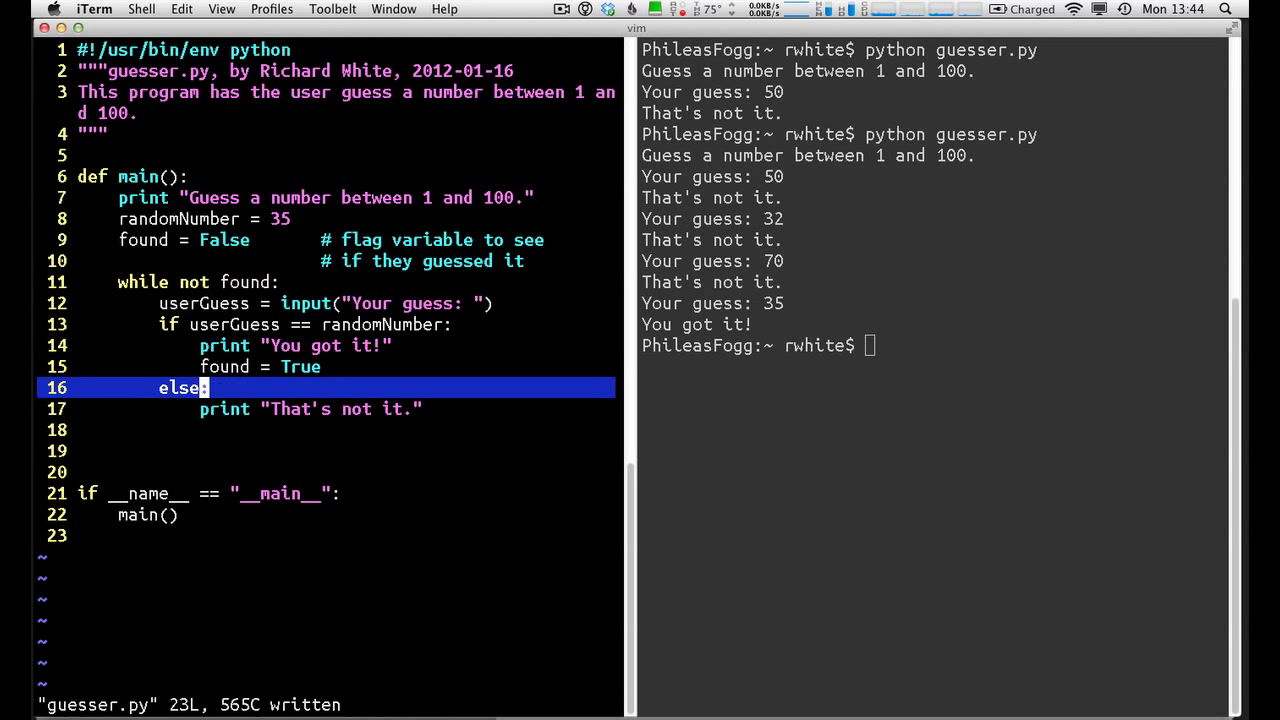 iTerm Shell Edit View Profiles Toolbelt Window Help 75° 0.0KB/s 0.0KB/s Charged Mon 13:44
vim
1 #!/usr/bin/env python
2 """guesser.py, by Richard White, 2012-01-16
3 This program has the user guess a number between 1 an
d 100.
4 """
5
6 def main():
7     print "Guess a number between 1 and 100."
8     randomNumber = 35
9     found = False       # flag variable to see
10                         # if they guessed it
11     while not found:
12         userGuess = input("Your guess: ")
13         if userGuess == randomNumber:
14             print "You got it!"
15             found = True
16         else:
17             print "That's not it."
18
19
20
21 if __name__ == "__main__":
22     main()
23
~
~
~
~
~
~
~
"guesser.py" 23L, 565C written
PhileasFogg:~ rwhite$ python guesser.py
Guess a number between 1 and 100.
Your guess: 50
That's not it.
PhileasFogg:~ rwhite$ python guesser.py
Guess a number between 1 and 100.
Your guess: 50
That's not it.
Your guess: 32
That's not it.
Your guess: 70
That's not it.
Your guess: 35
You got it!
PhileasFogg:~ rwhite$